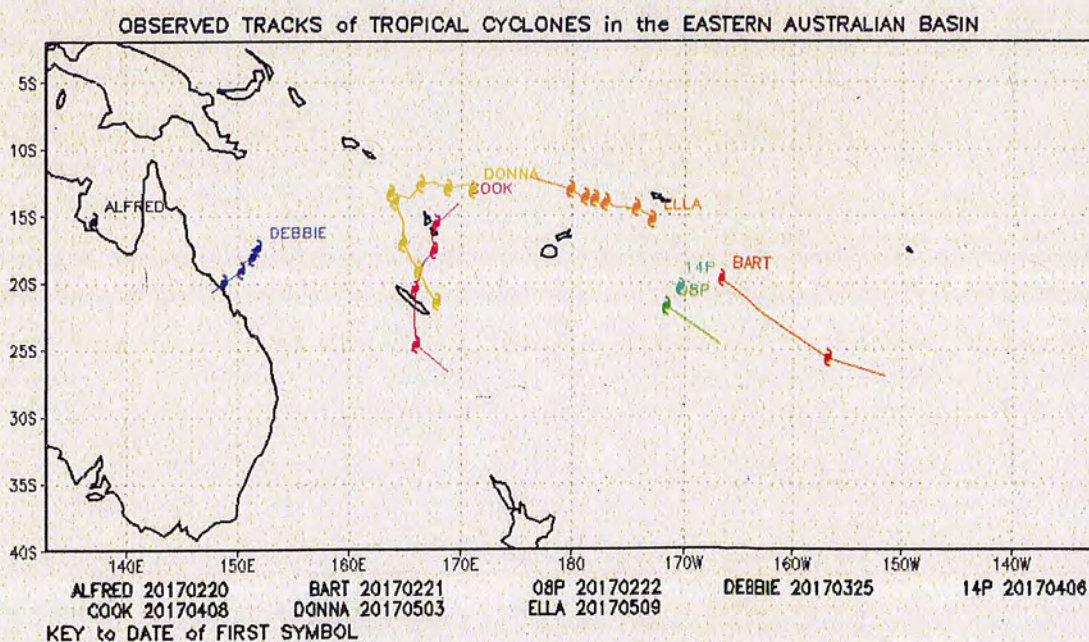 OBSERVED TRACKS of TROPICAL CYCLONES in the EASTERN AUSTRALIAN BASIN
5S
10S
DONNA
COOK
15S
ALFRED
ELLA
DEBBIE
14P
BART
20S
08P
25S
30S
35S
40S
140E 150E 160E 170E 180 170W 160W 150W 140W
ALFRED 20170220 BART 20170221 08P 20170222 DEBBIE 20170325 14P 20170406
COOK 20170408 DONNA 20170503 ELLA 20170509
KEY to DATE of FIRST SYMBOL